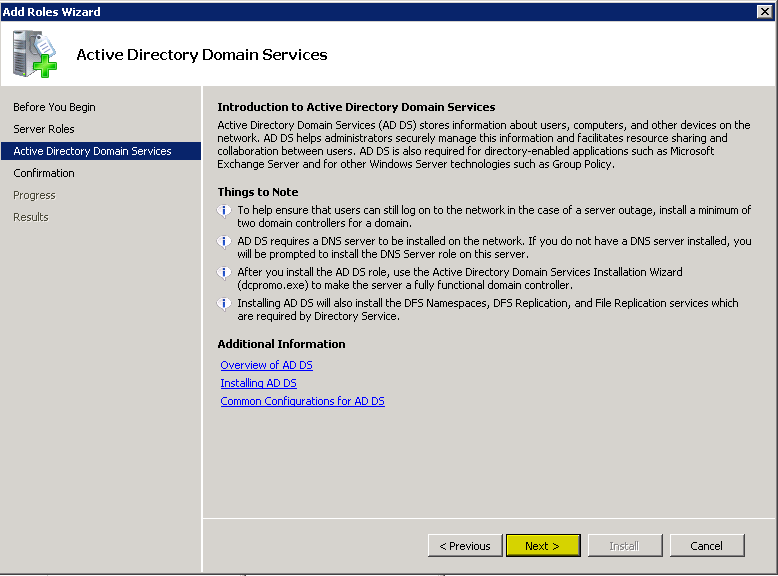 Add Roles Wizard
Active Directory Domain Services
Before You Begin
Server Roles
Active Directory Domain Services
Confirmation
Progress
Results
Introduction to Active Directory Domain Services
Active Directory Domain Services (AD DS) stores information about users, computers, and other devices on the
network. AD DS helps administrators securely manage this information and facilitates resource sharing and
collaboration between users. AD DS is also required for directory-enabled applications such as Microsoft
Exchange Server and for other Windows Server technologies such as Group Policy.
Things to Note
To help ensure that users can still log on to the network in the case of a server outage, install a minimum of
two domain controllers for a domain.
AD DS requires a DNS server to be installed on the network. If you do not have a DNS server installed, you
will be prompted to install the DNS Server role on this server.
After you install the AD DS role, use the Active Directory Domain Services Installation Wizard
(dcpromo.exe) to make the server a fully functional domain controller.
Installing AD DS will also install the DFS Namespaces, DFS Replication, and File Replication services which
are required by Directory Service.
Additional Information
Overview of AD DS
Installing AD DS
Common Configurations for AD DS
< Previous
Next >
Install
Cancel